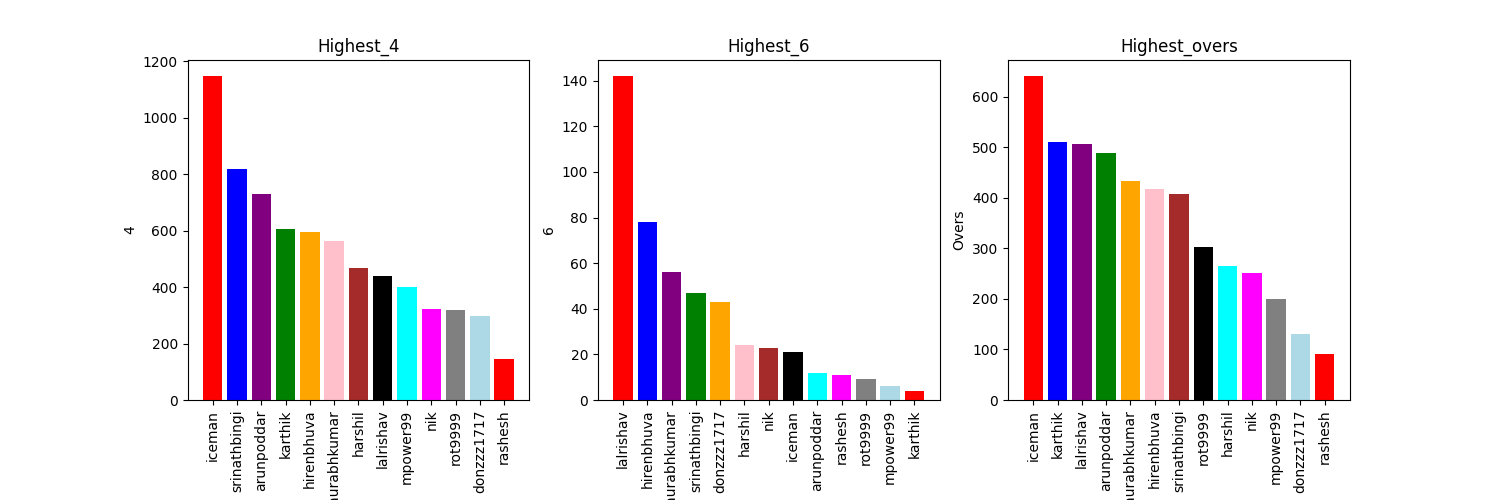 Highest_4
4
1200
1000
800
600
400
200
0
iceman
srinathbingi
arunpoddar
karthik
hirenbhuva
urabhkumar
harshil
lalrishav
mpower99
nik
rot9999
donzzz1717
rashesh
Highest_6
6
140
120
100
80
60
40
20
0
lalrishav
hirenbhuva
urabhkumar
srinathbingi
donzzz1717
harshil
nik
iceman
arunpoddar
rashesh
rot9999
mpower99
karthik
Highest_overs
Overs
600
500
400
300
200
100
0
iceman
karthik
lalrishav
arunpoddar
urabhkumar
hirenbhuva
srinathbingi
rot9999
harshil
nik
mpower99
donzzz1717
rashesh